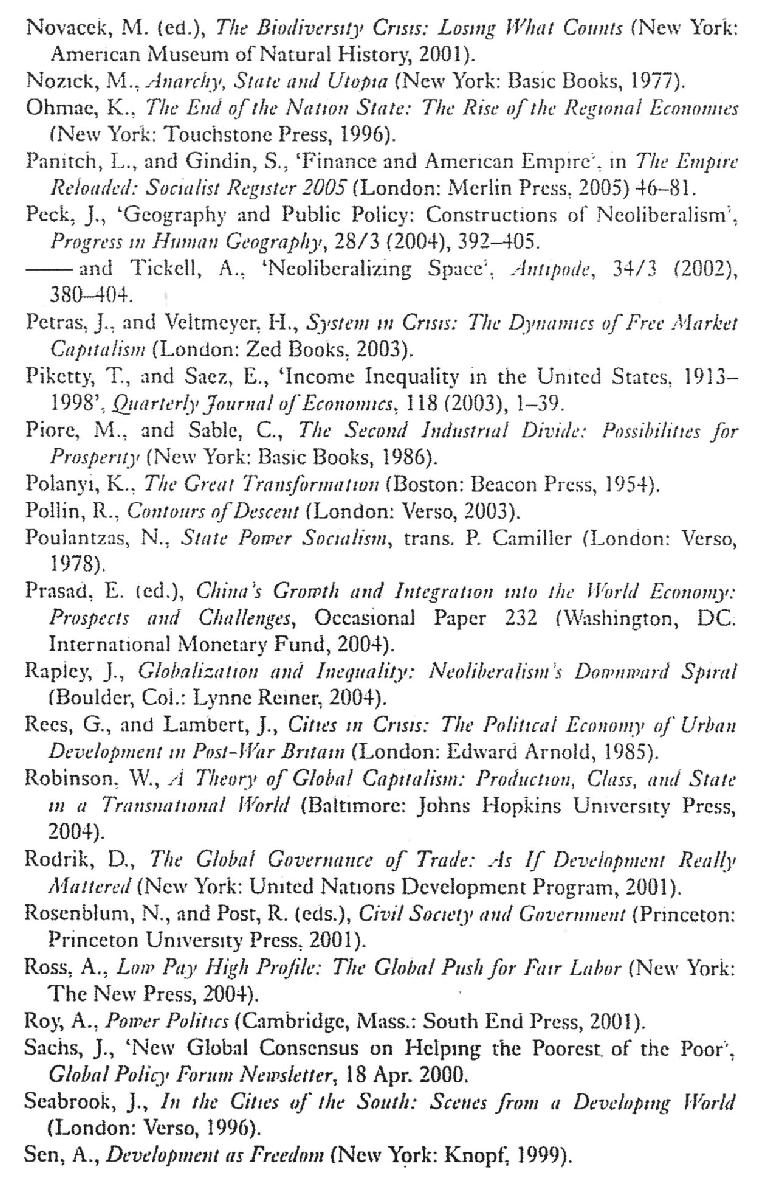 Novacek, M. (ed.), The Biodiversity Crisis: Losing What Counts (New York:
American Museum of Natural History, 2001).
Nozick, M., Anarchy, State and Utopia (New York: Basic Books, 1977).
Ohmae, K., The End of the Nation State: The Rise of the Regional Economies
(New York: Touchstone Press, 1996).
Panitch, L., and Gindin, S., ‘Finance and American Empire’, in The Empire
Reloaded: Socialist Register 2005 (London: Merlin Press, 2005) 46–81.
Peck, J., ‘Geography and Public Policy: Constructions of Neoliberalism’,
Progress in Human Geography, 28/3 (2004), 392–405.
—— and Tickell, A., ‘Neoliberalizing Space’, Antipode, 34/3 (2002),
380–404.
Petras, J., and Veltmeyer, H., System in Crisis: The Dynamics of Free Market
Capitalism (London: Zed Books, 2003).
Piketty, T., and Saez, E., ‘Income Inequality in the United States, 1913–
1998’, Quarterly Journal of Economics, 118 (2003), 1–39.
Piore, M., and Sable, C., The Second Industrial Divide: Possibilities for
Prosperity (New York: Basic Books, 1986).
Polanyi, K., The Great Transformation (Boston: Beacon Press, 1954).
Pollin, R., Contours of Descent (London: Verso, 2003).
Poulantzas, N., State Power Socialism, trans. P. Camiller (London: Verso,
1978).
Prasad, E. (ed.), China's Growth and Integration into the World Economy:
Prospects and Challenges, Occasional Paper 232 (Washington, DC.
International Monetary Fund, 2004).
Rapley, J., Globalization and Inequality: Neoliberalism's Downward Spiral
(Boulder, Col.: Lynne Reiner, 2004).
Rees, G., and Lambert, J., Cities in Crisis: The Political Economy of Urban
Development in Post-War Britain (London: Edward Arnold, 1985).
Robinson, W., A Theory of Global Capitalism: Production, Class, and State
in a Transnational World (Baltimore: Johns Hopkins University Press,
2004).
Rodrik, D., The Global Governance of Trade: As If Development Really
Mattered (New York: United Nations Development Program, 2001).
Rosenblum, N., and Post, R. (eds.), Civil Society and Government (Princeton:
Princeton University Press, 2001).
Ross, A., Low Pay High Profile: The Global Push for Fair Labor (New York:
The New Press, 2004).
Roy, A., Power Politics (Cambridge, Mass.: South End Press, 2001).
Sachs, J., ‘New Global Consensus on Helping the Poorest of the Poor’,
Global Policy Forum Newsletter, 18 Apr. 2000.
Seabrook, J., In the Cities of the South: Scenes from a Developing World
(London: Verso, 1996).
Sen, A., Development as Freedom (New York: Knopf, 1999).